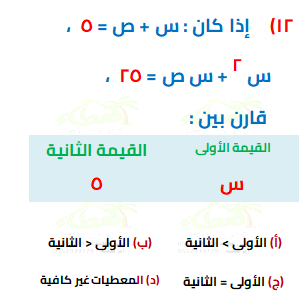 ١٢) إذا كان : س + ص = ٥ ،
س ٢ + س ص = ٢٥ ،
قارن بين :
القيمة الأولى القيمة الثانية
س ٥
(أ) الأولى > الثانية (ب) الأولى < الثانية
(ج) الأولى = الثانية (د) المعطيات غير كافية